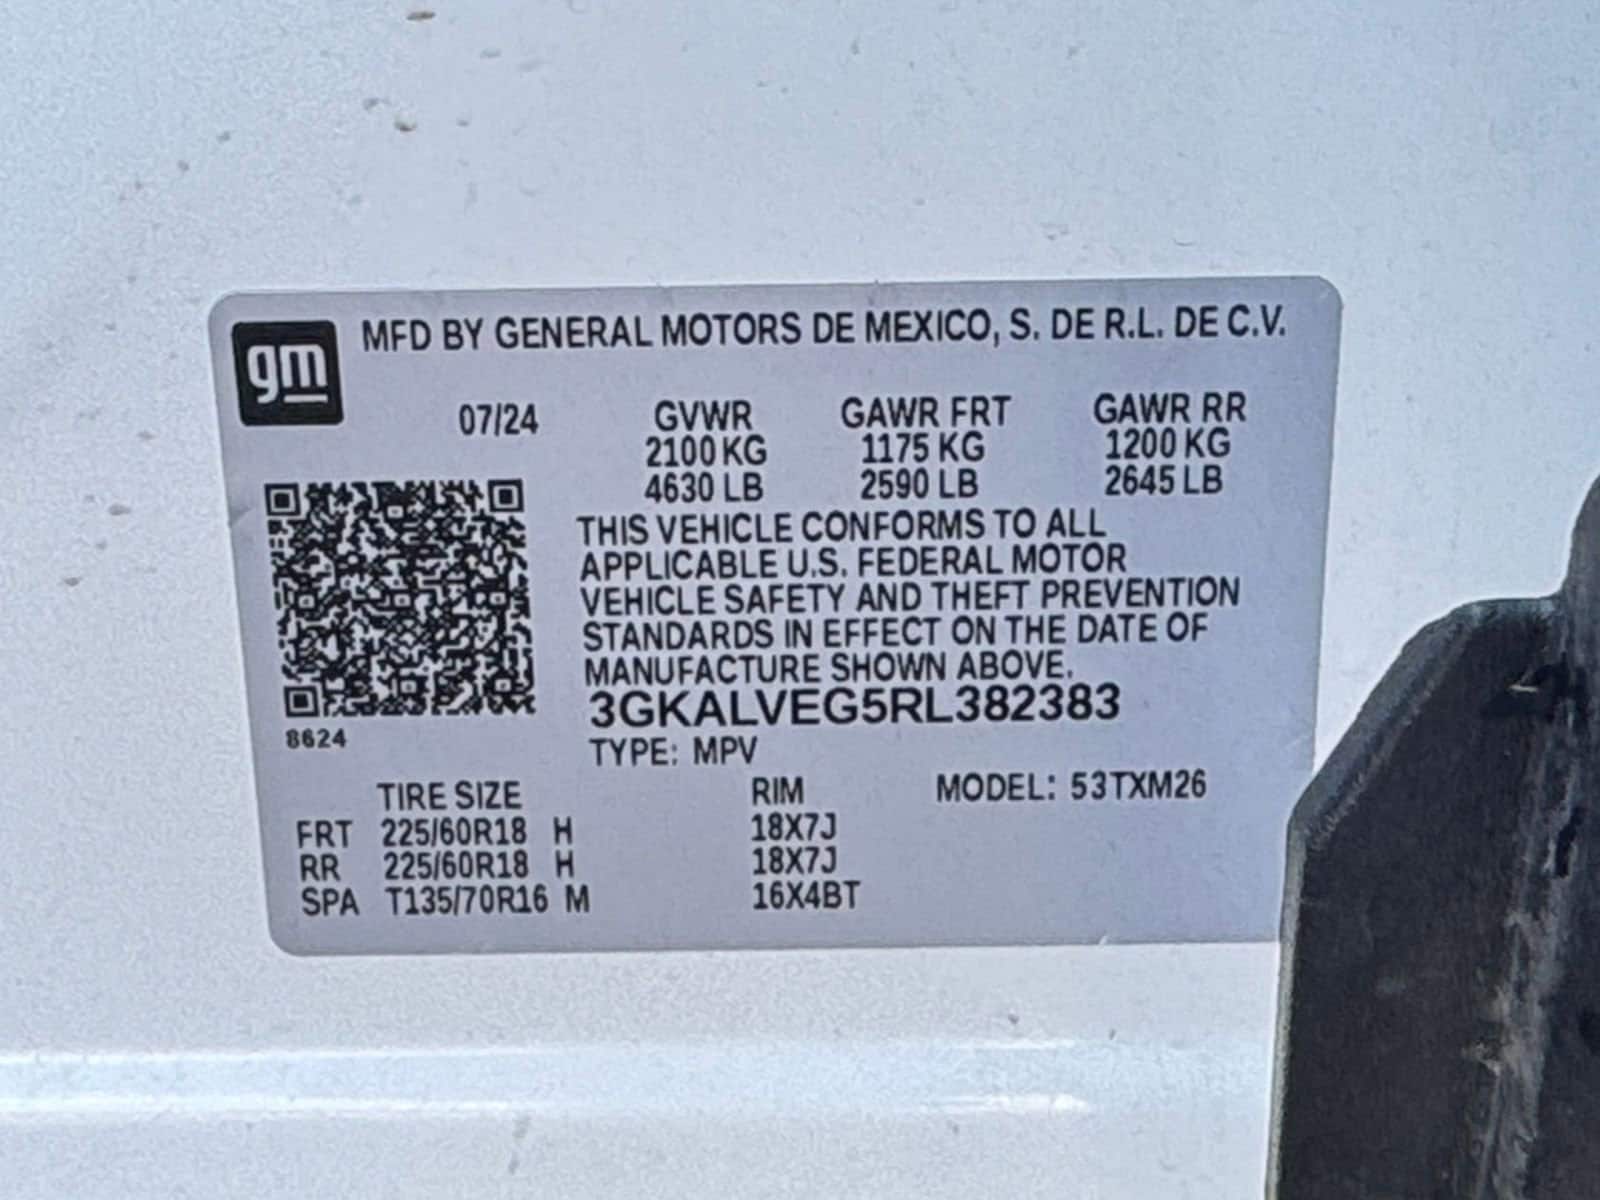 gm
MFD BY GENERAL MOTORS DE MEXICO, S. DE R.L. DE C.V.
07/24 GVWR GAWR FRT GAWR RR
2100 KG 1175 KG 1200 KG
4630 LB 2590 LB 2645 LB
THIS VEHICLE CONFORMS TO ALL
APPLICABLE U.S. FEDERAL MOTOR
VEHICLE SAFETY AND THEFT PREVENTION
STANDARDS IN EFFECT ON THE DATE OF
MANUFACTURE SHOWN ABOVE.
3GKALVEG5RL382383
8624
TYPE: MPV
TIRE SIZE RIM MODEL: 53TXM26
FRT 225/60R18 H 18X7J
RR 225/60R18 H 18X7J
SPA T135/70R16 M 16X4BT